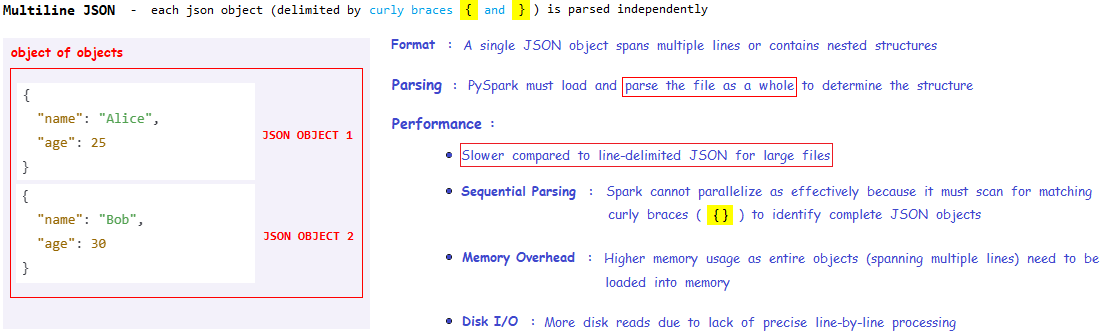 Multiline JSON - each json object (delimited by curly braces { and } ) is parsed independently
object of objects
{
"name": "Alice",
"age": 25
}
JSON OBJECT 1
{
"name": "Bob",
"age": 30
}
JSON OBJECT 2
Format : A single JSON object spans multiple lines or contains nested structures
Parsing : PySpark must load and parse the file as a whole to determine the structure
Performance :
• Slower compared to line-delimited JSON for large files
• Sequential Parsing : Spark cannot parallelize as effectively because it must scan for matching
curly braces ( {} ) to identify complete JSON objects
• Memory Overhead : Higher memory usage as entire objects (spanning multiple lines) need to be
loaded into memory
• Disk I/O : More disk reads due to lack of precise line-by-line processing